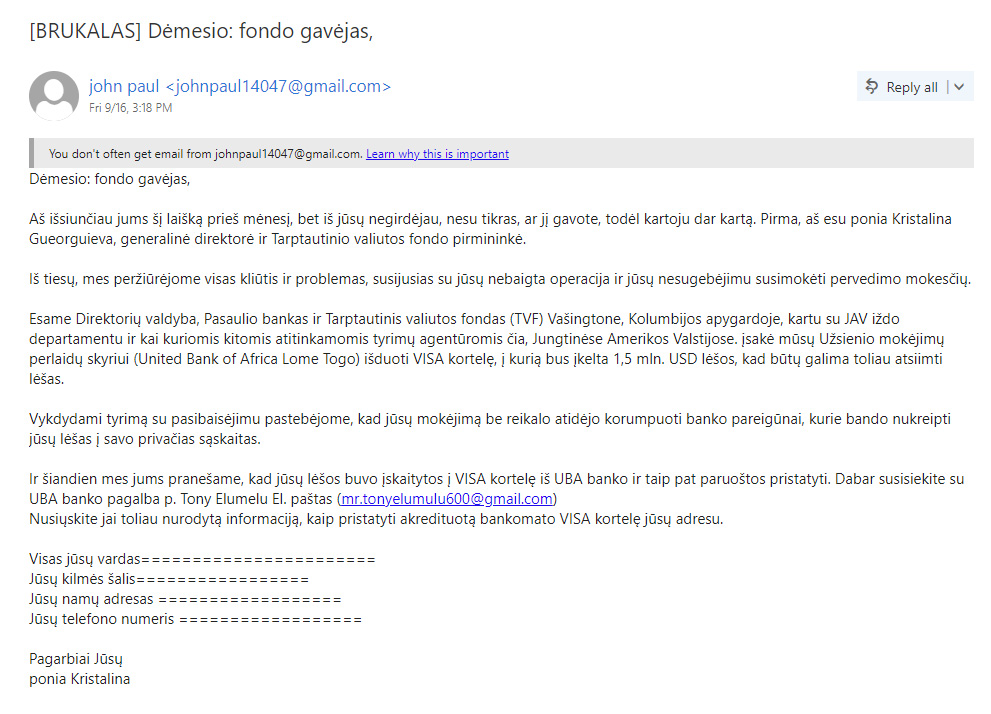 [BRUKALAS] Dėmesio: fondo gavėjas,
john paul <johnpaul14047@gmail.com>
Fri 9/16, 3:18 PM
Reply all
You don't often get email from johnpaul14047@gmail.com. Learn why this is important
Dėmesio: fondo gavėjas,
Aš išsiunčiau jums šį laišką prieš mėnesį, bet iš jūsų negirdėjau, nesu tikras, ar jį gavote, todėl kartoju dar kartą. Pirma, aš esu ponia Kristalina
Gueorguieva, generalinė direktorė ir Tarptautinio valiutos fondo pirmininkė.
Iš tiesų, mes peržiūrėjome visas kliūtis ir problemas, susijusias su jūsų nebaigta operacija ir jūsų nesugebėjimu susimokėti pervedimo mokesčių.
Esame Direktorių valdyba, Pasaulio bankas ir Tarptautinis valiutos fondas (TVF) Vašingtone, Kolumbijos apygardoje, kartu su JAV iždo
departamentu ir kai kuriomis kitomis atitinkamomis tyrimų agentūromis čia, Jungtinėse Amerikos Valstijose. įsakė mūsų Užsienio mokėjimų
perlaidų skyriui (United Bank of Africa Lome Togo) išduoti VISA kortelę, į kurią bus įkelta 1,5 mln. USD lėšos, kad būtų galima toliau atsiimti
lėšas.
Vykdydami tyrimą su pasibaisėjimu pastebėjome, kad jūsų mokėjimą be reikalo atidėjo korumpuoti banko pareigūnai, kurie bando nukreipti
jūsų lėšas į savo privačias sąskaitas.
Ir šiandien mes jums pranešame, kad jūsų lėšos buvo įskaitytos į VISA kortelę iš UBA banko ir taip pat paruoštos pristatyti. Dabar susisiekite su
UBA banko pagalba p. Tony Elumelu El. paštas (mr.tonyelumulu600@gmail.com)
Nusiųskite jai toliau nurodytą informaciją, kaip pristatyti akredituotą bankomato VISA kortelę jūsų adresu.
Visas jūsų vardas=======================
Jūsų kilmės šalis=================
Jūsų namų adresas ==================
Jūsų telefono numeris ==================
Pagarbiai Jūsų
ponia Kristalina